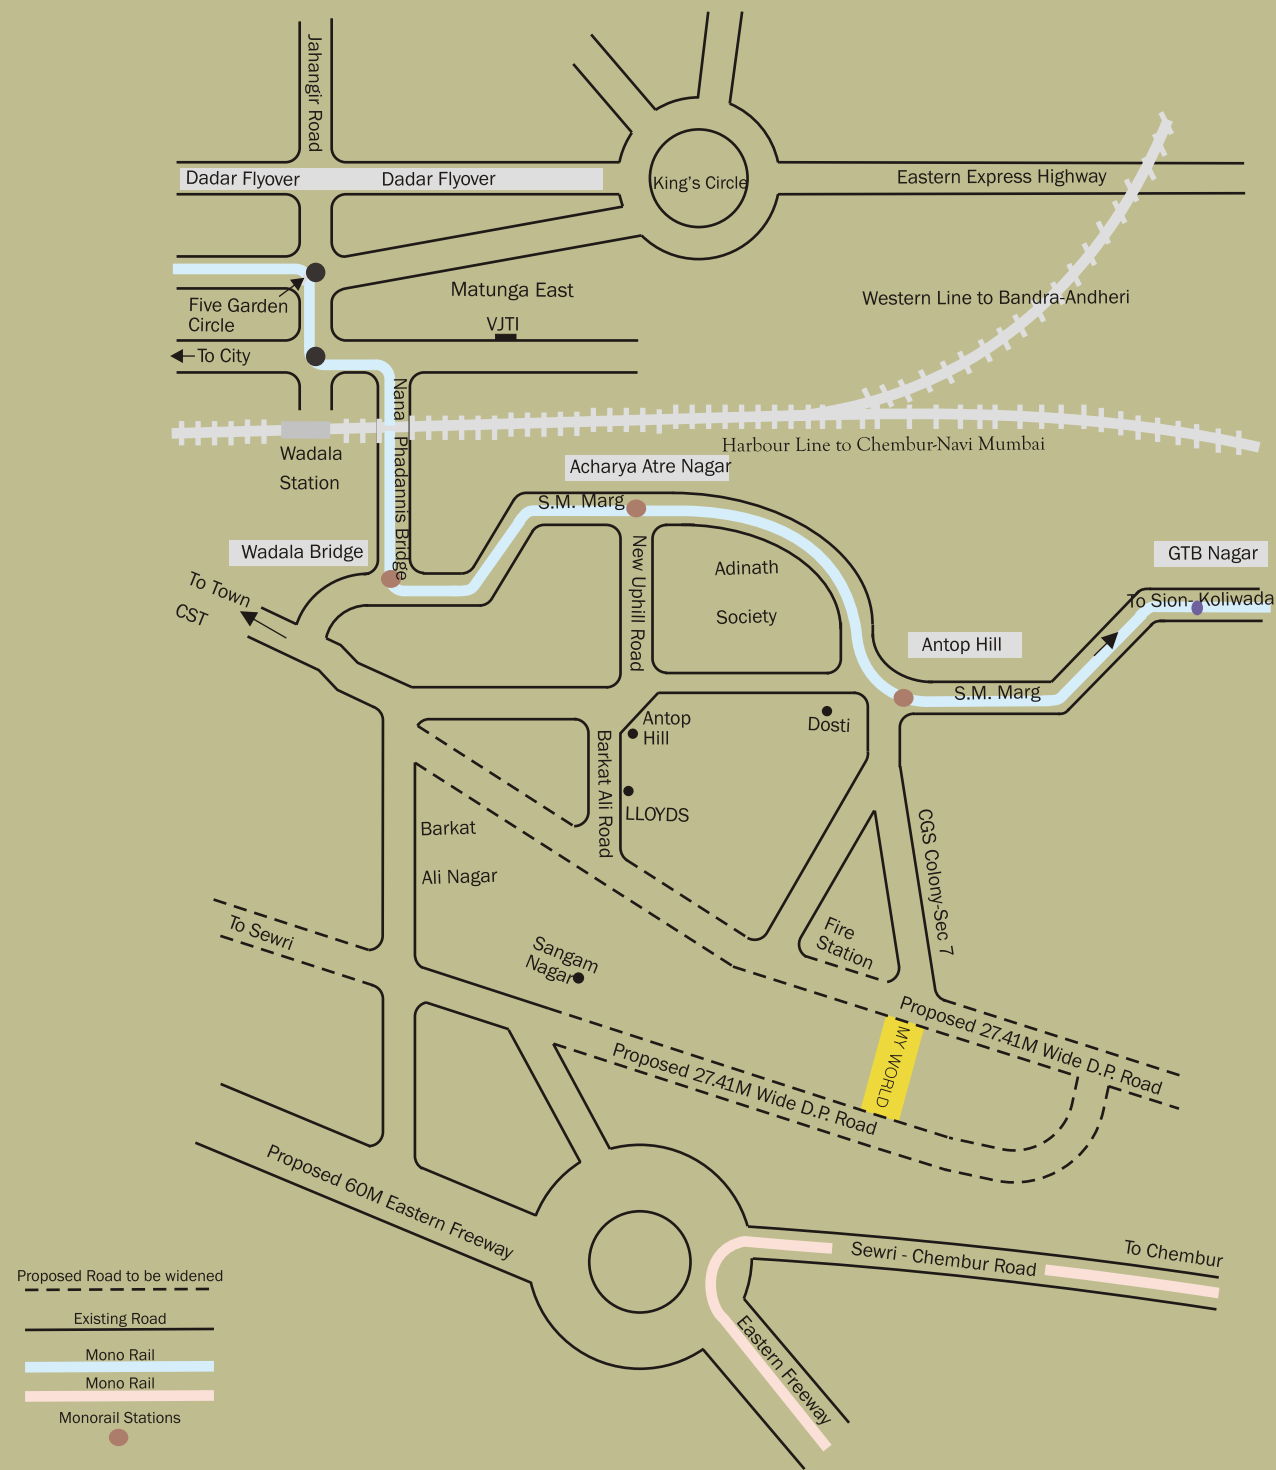 Jahangir Road
Dadar Flyover
Dadar Flyover
King's Circle
Eastern Express Highway
Five Garden
Circle
Matunga East
VJTI
To City
Western Line to Bandra-Andheri
Nana Phadannis Bridge
Wadala
Station
Harbour Line to Chembur-Navi Mumbai
Acharya Atre Nagar
S.M. Marg
Wadala Bridge
GTB Nagar
To Town
CST
New Uphill Road
Adinath
Society
To Sion- Koliwada
Antop Hill
S.M. Marg
Antop
Hill
Dosti
Barkat Ali Road
LLOYDS
Barkat
Ali Nagar
CGS Colony-Sec 7
To Sewri
Fire
Station
Sangam
Nagar
Proposed 27.41M Wide D.P. Road
MY WORLD
Proposed 27.41M Wide D.P. Road
Proposed 60M Eastern Freeway
Sewri - Chembur Road
To Chembur
Eastern Freeway
Proposed Road to be widened
Existing Road
Mono Rail
Mono Rail
Monorail Stations